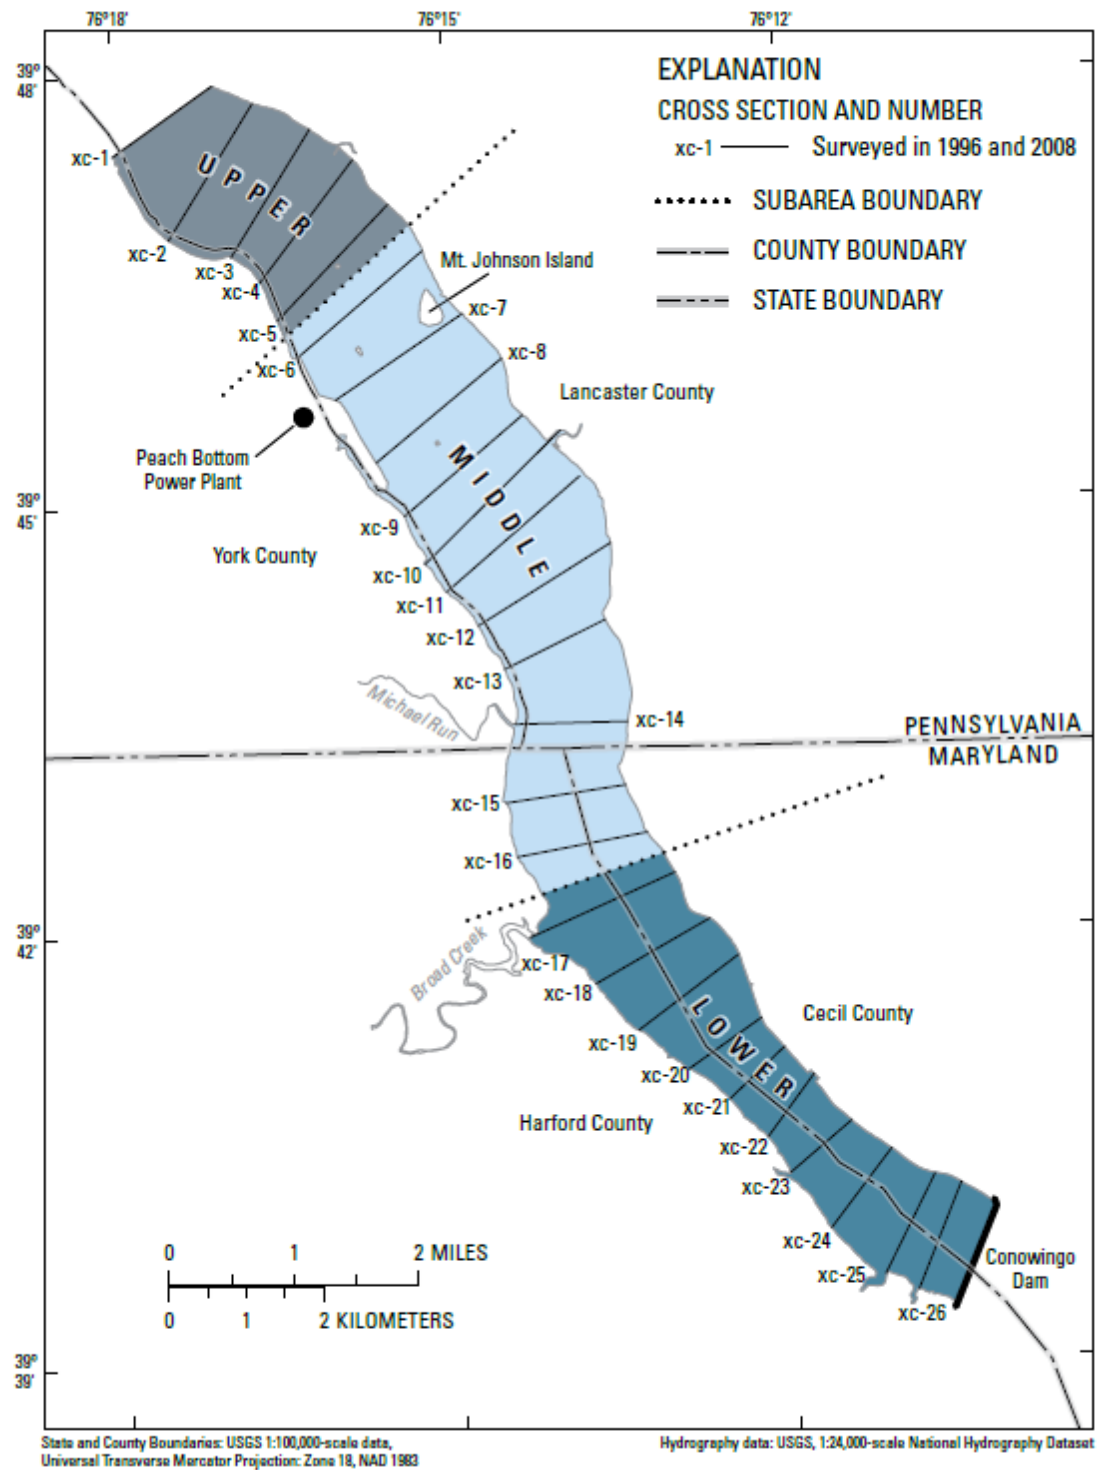 76°18'
76°15'
76°12'
39°
48'
EXPLANATION
CROSS SECTION AND NUMBER
xc-1 Surveyed in 1996 and 2008
SUBAREA BOUNDARY
COUNTY BOUNDARY
STATE BOUNDARY
xc-1
UPPER
xc-2
xc-3
xc-4
Mt. Johnson Island
xc-7
xc-5
xc-6
xc-8
Lancaster County
Peach Bottom
Power Plant
MIDDLE
39°
45'
xc-9
York County
xc-10
xc-11
xc-12
xc-13
Michael Run
xc-14
PENNSYLVANIA
MARYLAND
xc-15
xc-16
39°
42'
Broad Creek
xc-17
xc-18
LOWER
Cecil County
xc-19
xc-20
xc-21
Harford County
xc-22
xc-23
xc-24
xc-25
Conowingo
Dam
xc-26
0 1 2 MILES
0 1 2 KILOMETERS
39°
39'
State and County Boundaries: USGS 1:100,000-scale data,
Universal Transverse Mercator Projection: Zone 18, NAD 1983
Hydrography data: USGS, 1:24,000-scale National Hydrography Dataset